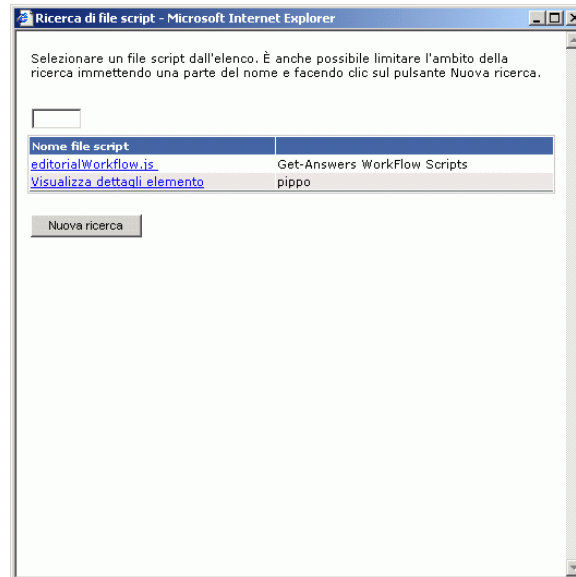 Ricerca di file script - Microsoft Internet Explorer
Selezionare un file script dall'elenco. È anche possibile limitare l'ambito della
ricerca immettendo una parte del nome e facendo clic sul pulsante Nuova ricerca.
Nome file script
editorialWorkflow.js Get-Answers WorkFlow Scripts
Visualizza dettagli elemento pippo
Nuova ricerca